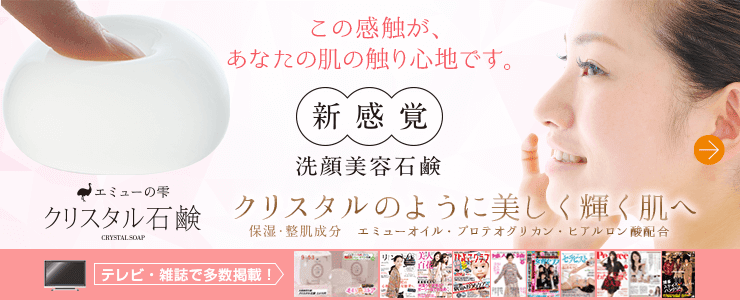 この感触が、
あなたの肌の触り心地です。
新感覚
洗顔美容石鹸
エミューの雫
クリスタル石鹸
CRYSTAL SOAP
クリスタルのように美しく輝く肌へ
保湿・整肌成分 エミューオイル・プロテオグリカン・ヒアルロン酸配合
テレビ・雑誌で多数掲載!